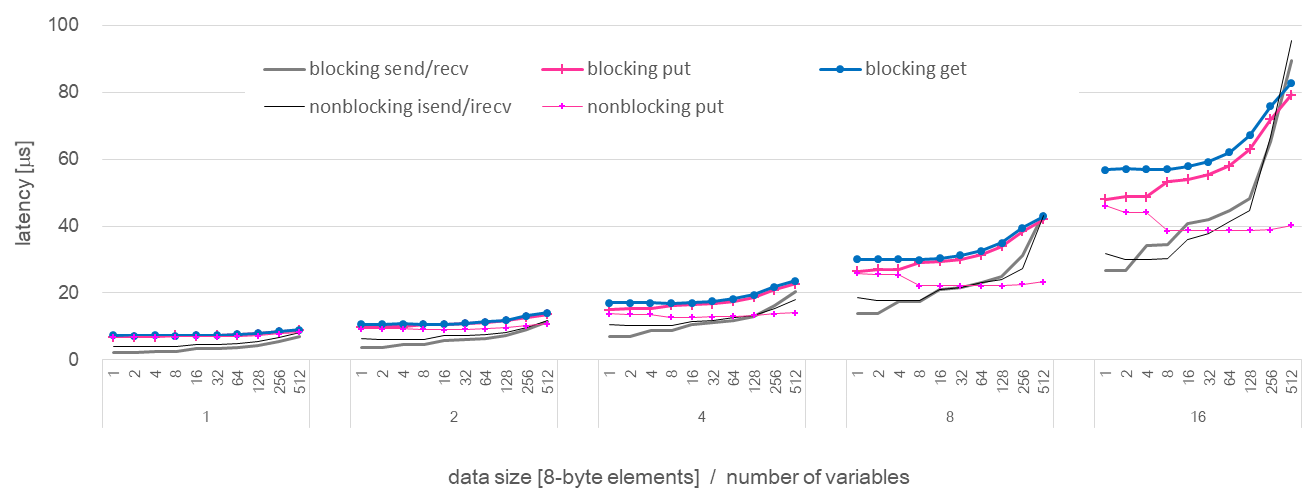 100
80
60
40
20
0
latency [μs]
blocking send/recv
blocking put
blocking get
nonblocking isend/irecv
nonblocking put
1 2 4 8 16 32 64 128 256 512
1 2 4 8 16 32 64 128 256 512
1 2 4 8 16 32 64 128 256 512
1 2 4 8 16 32 64 128 256 512
1 2 4 8 16 32 64 128 256 512
1 2 4 8 16
data size [8-byte elements] / number of variables